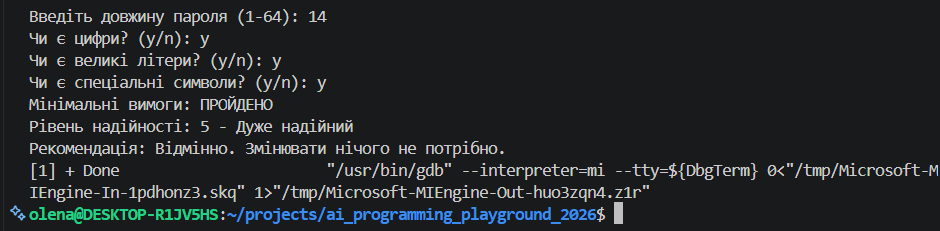 Введіть довжину пароля (1-64): 14
Чи є цифри? (y/n): y
Чи є великі літери? (y/n): y
Чи є спеціальні символи? (y/n): y
Мінімальні вимоги: ПРОЙДЕНО
Рівень надійності: 5 - Дуже надійний
Рекомендація: Відмінно. Змінювати нічого не потрібно.
[1] + Done                       "/usr/bin/gdb" --interpreter=mi --tty=${DbgTerm} 0<"/tmp/Microsoft-M
IEngine-In-1pdhonz3.skq" 1>"/tmp/Microsoft-MIEngine-Out-huo3zqn4.z1r"
olena@DESKTOP-R1JV5HS:~/projects/ai_programming_playground_2026$